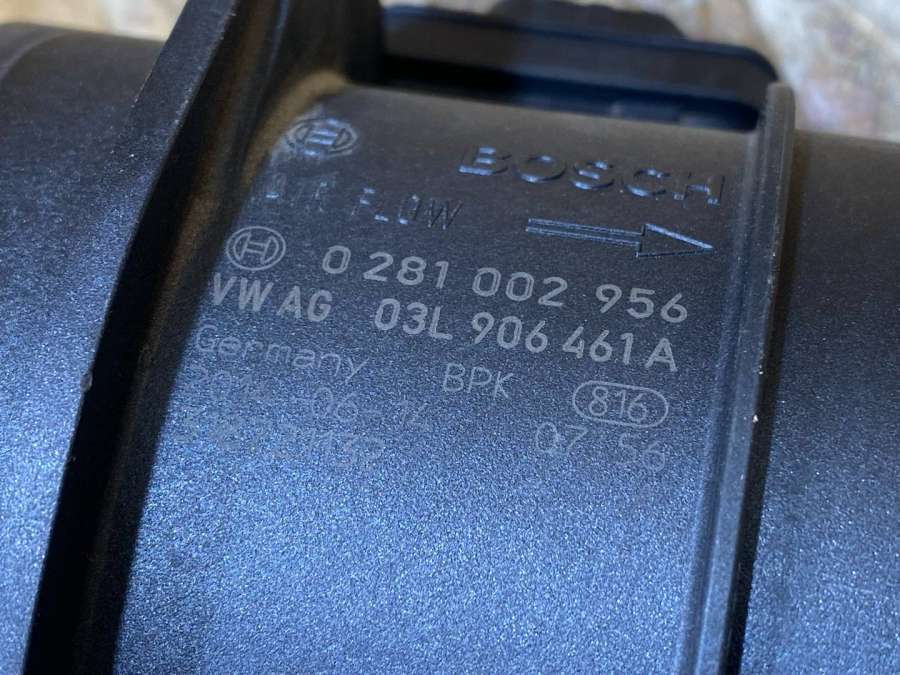 BOSCH
AIR FLOW
0 281 002 956
VW AG 03L 906 461 A
Germany BPK 816
07 56